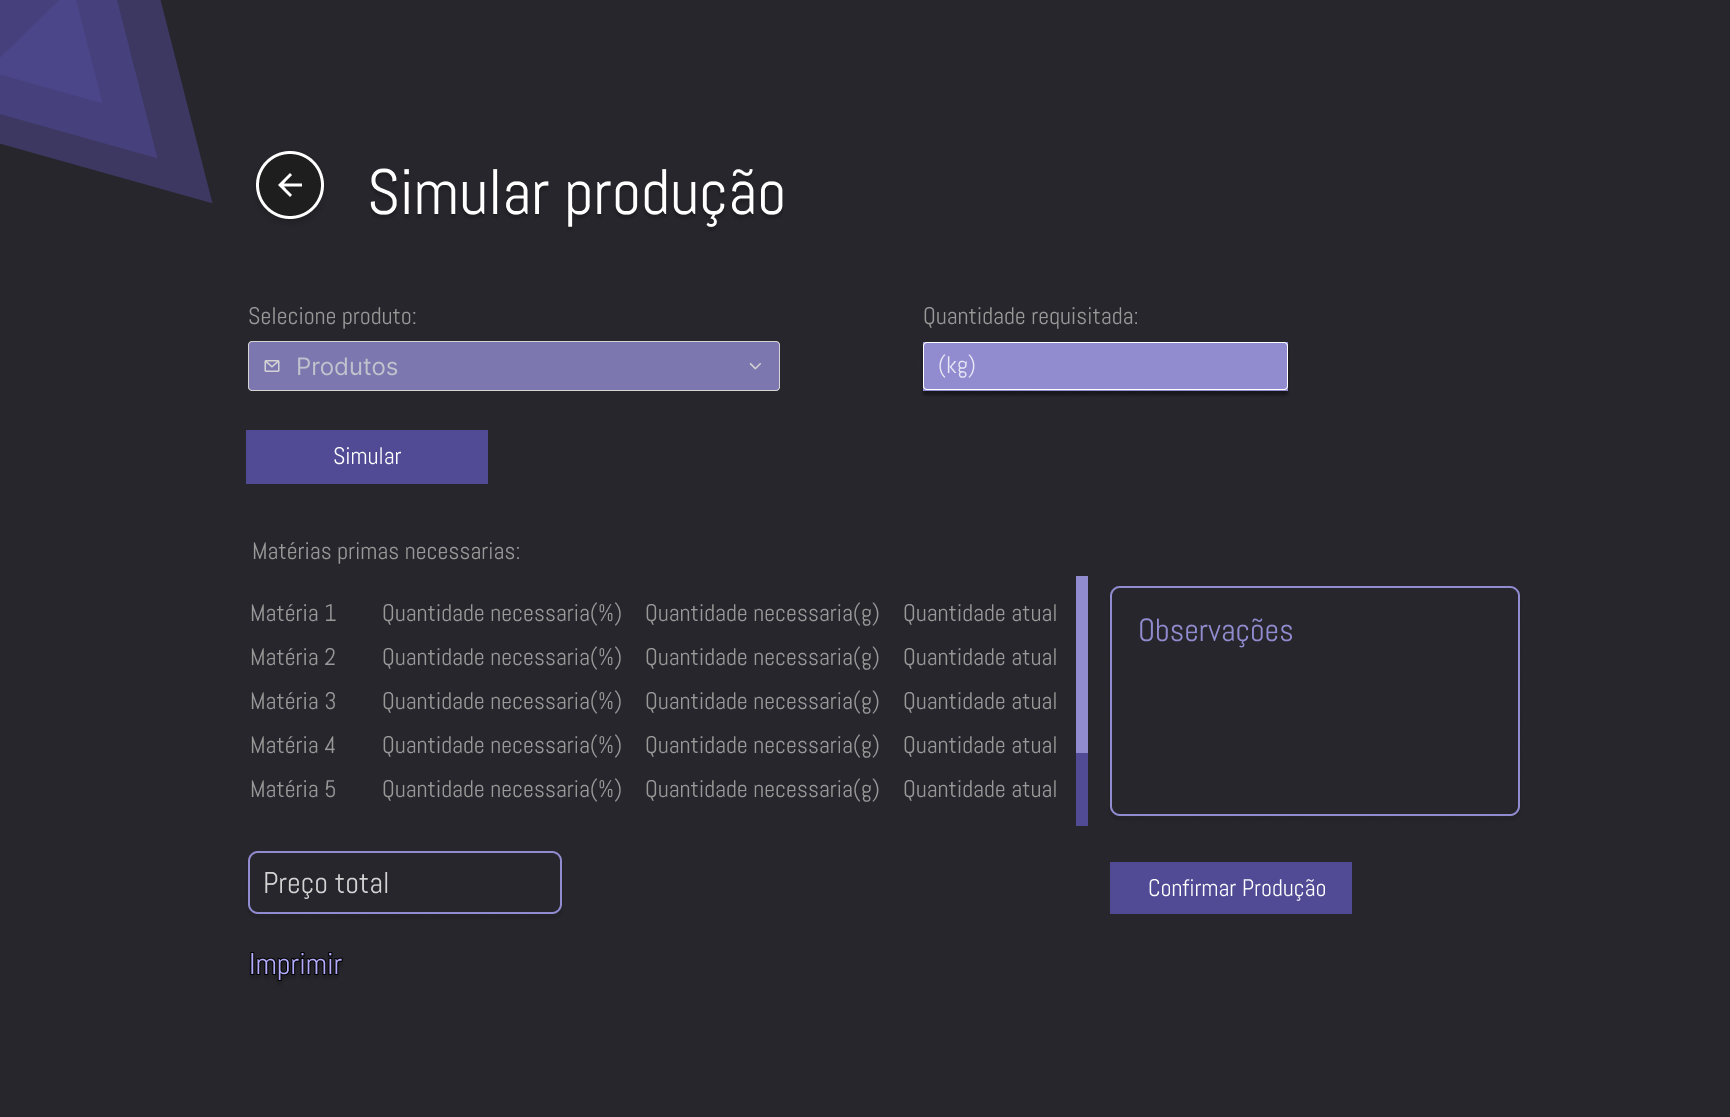 Simular produção
Selecione produto:
Quantidade requisitada:
Produtos
(kg)
Simular
Matérias primas necessarias:
Matéria 1 Quantidade necessaria(%) Quantidade necessaria(g) Quantidade atual
Matéria 2 Quantidade necessaria(%) Quantidade necessaria(g) Quantidade atual
Matéria 3 Quantidade necessaria(%) Quantidade necessaria(g) Quantidade atual
Matéria 4 Quantidade necessaria(%) Quantidade necessaria(g) Quantidade atual
Matéria 5 Quantidade necessaria(%) Quantidade necessaria(g) Quantidade atual
Observações
Preço total
Confirmar Produção
Imprimir